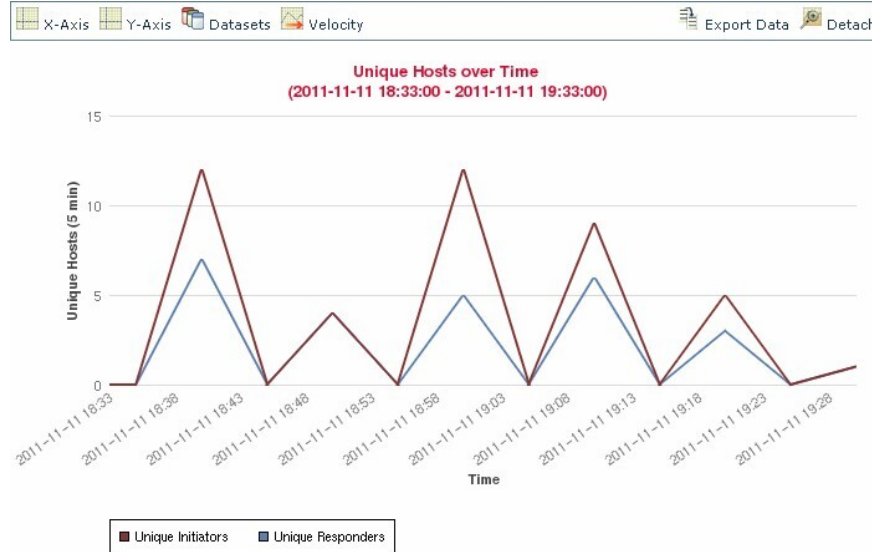 X-Axis Y-Axis Datasets Velocity Export Data Detach
Unique Hosts over Time
(2011-11-11 18:33:00 - 2011-11-11 19:33:00)
Unique Hosts (5 min)
15
10
5
0
2011-11-11 18:33
2011-11-11 18:38
2011-11-11 18:43
2011-11-11 18:48
2011-11-11 18:53
2011-11-11 18:58
2011-11-11 19:03
2011-11-11 19:08
2011-11-11 19:13
2011-11-11 19:18
2011-11-11 19:23
2011-11-11 19:28
Time
Unique Initiators Unique Responders